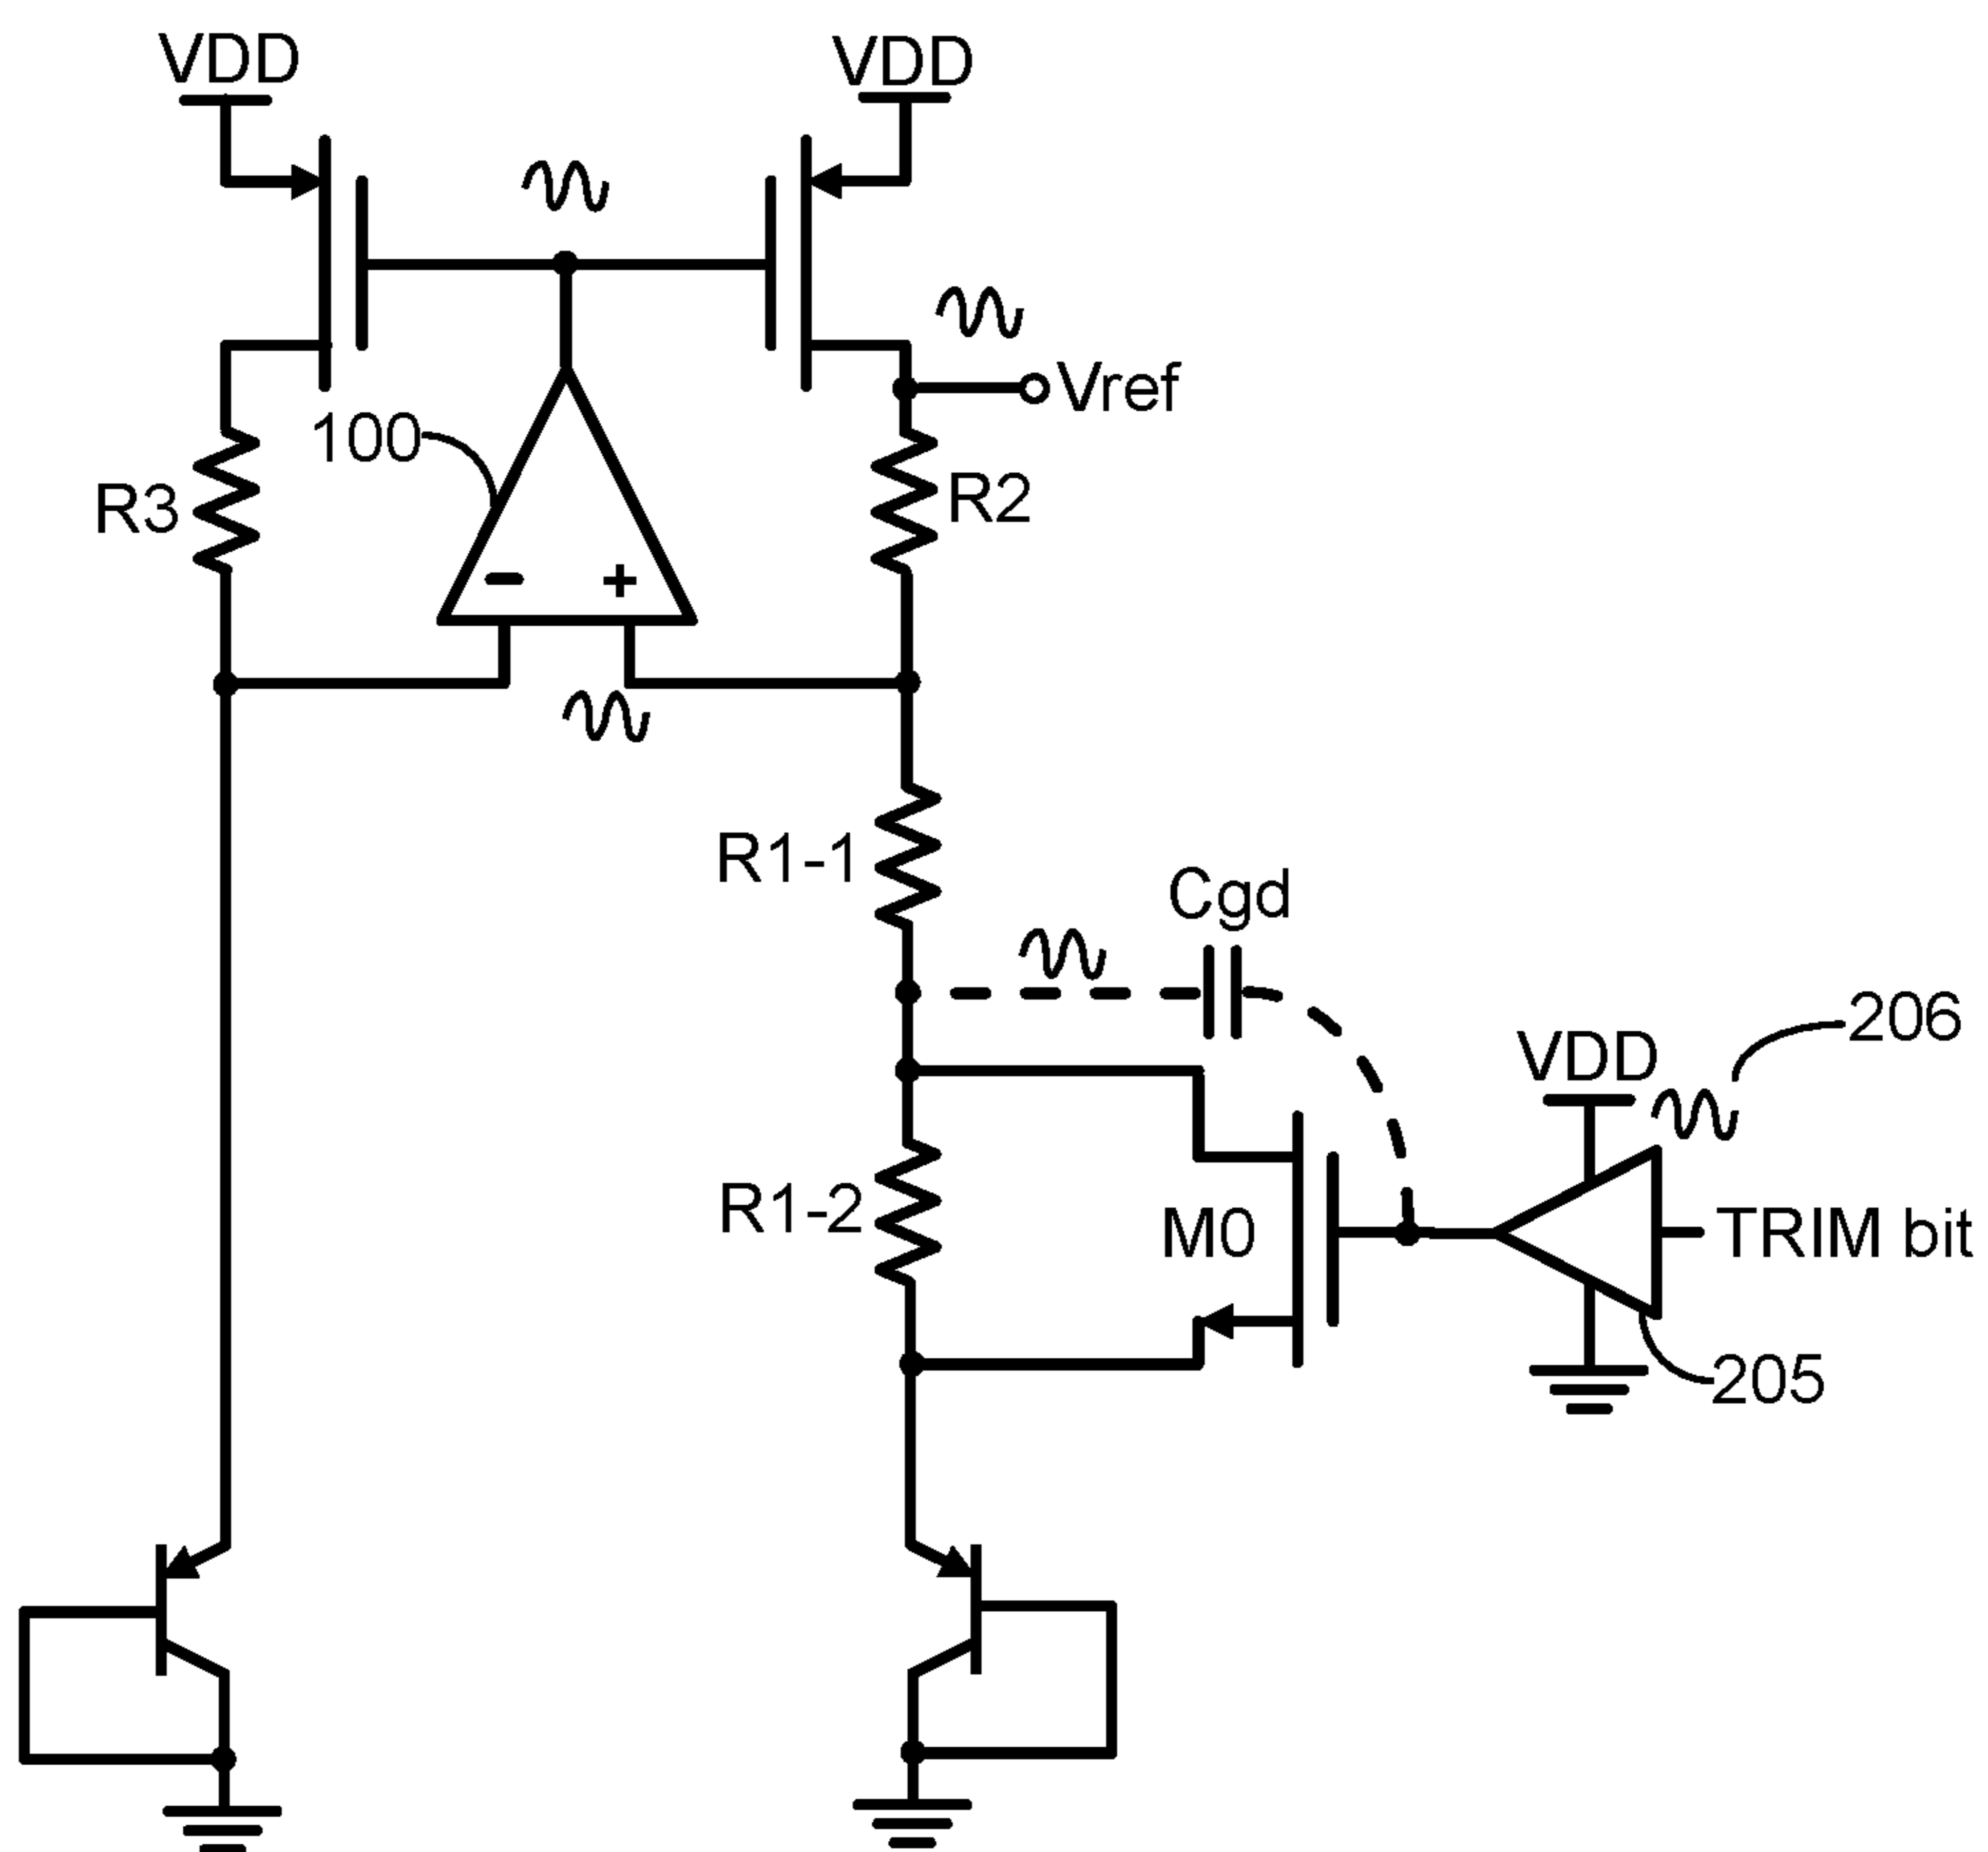 VDD
VDD
Vref
100
R3
R2
- +
R1-1
Cgd
206
VDD
R1-2
M0
TRIM bit
205